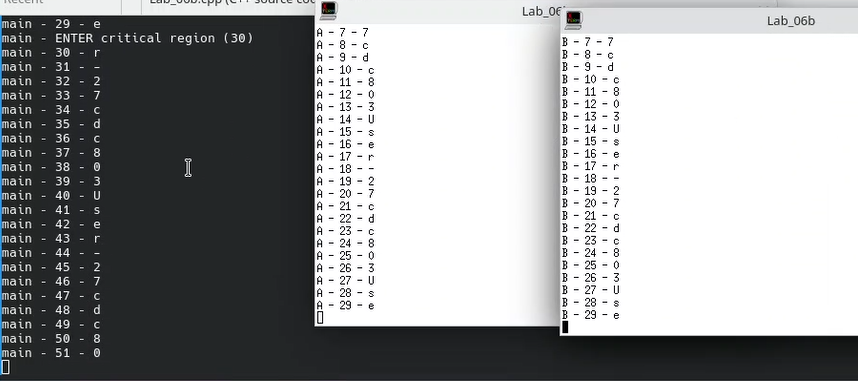 Lab_06b.cpp (C++ source co
main - 29 - e
main - ENTER critical region (30)
main - 30 - r
main - 31 - -
main - 32 - 2
main - 33 - 7
main - 34 - c
main - 35 - d
main - 36 - c
main - 37 - 8
main - 38 - 0
main - 39 - 3
main - 40 - U
main - 41 - s
main - 42 - e
main - 43 - r
main - 44 - -
main - 45 - 2
main - 46 - 7
main - 47 - c
main - 48 - d
main - 49 - c
main - 50 - 8
main - 51 - 0
Lab_06
A - 7 - 7
A - 8 - c
A - 9 - d
A - 10 - c
A - 11 - 8
A - 12 - 0
A - 13 - 3
A - 14 - U
A - 15 - s
A - 16 - e
A - 17 - r
A - 18 - -
A - 19 - 2
A - 20 - 7
A - 21 - c
A - 22 - d
A - 23 - c
A - 24 - 8
A - 25 - 0
A - 26 - 3
A - 27 - U
A - 28 - s
A - 29 - e
Lab_06b
B - 7 - 7
B - 8 - c
B - 9 - d
B - 10 - c
B - 11 - 8
B - 12 - 0
B - 13 - 3
B - 14 - U
B - 15 - s
B - 16 - e
B - 17 - r
B - 18 - -
B - 19 - 2
B - 20 - 7
B - 21 - c
B - 22 - d
B - 23 - c
B - 24 - 8
B - 25 - 0
B - 26 - 3
B - 27 - U
B - 28 - s
B - 29 - e